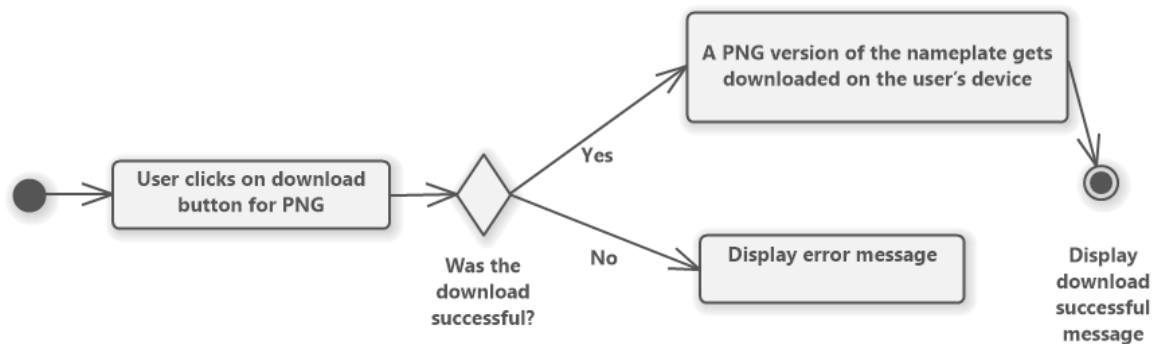 A PNG version of the nameplate gets
downloaded on the user's device
Yes
User clicks on download
button for PNG
Was the
download
successful?
No
Display error message
Display
download
successful
message